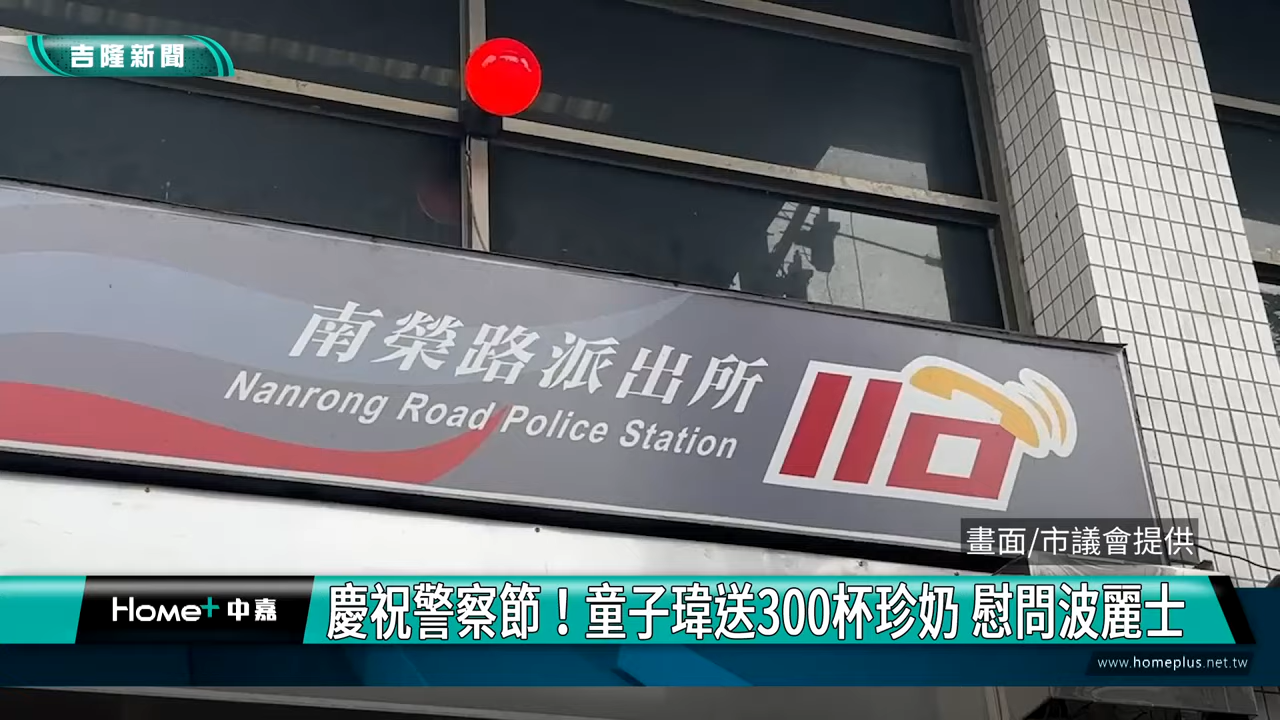 吉隆新聞
南榮路派出所
Nanrong Road Police Station
110
畫面/市議會提供
Home+ 中嘉
慶祝警察節！童子瑋送300杯珍奶 慰問波麗士
www.homeplus.net.tw